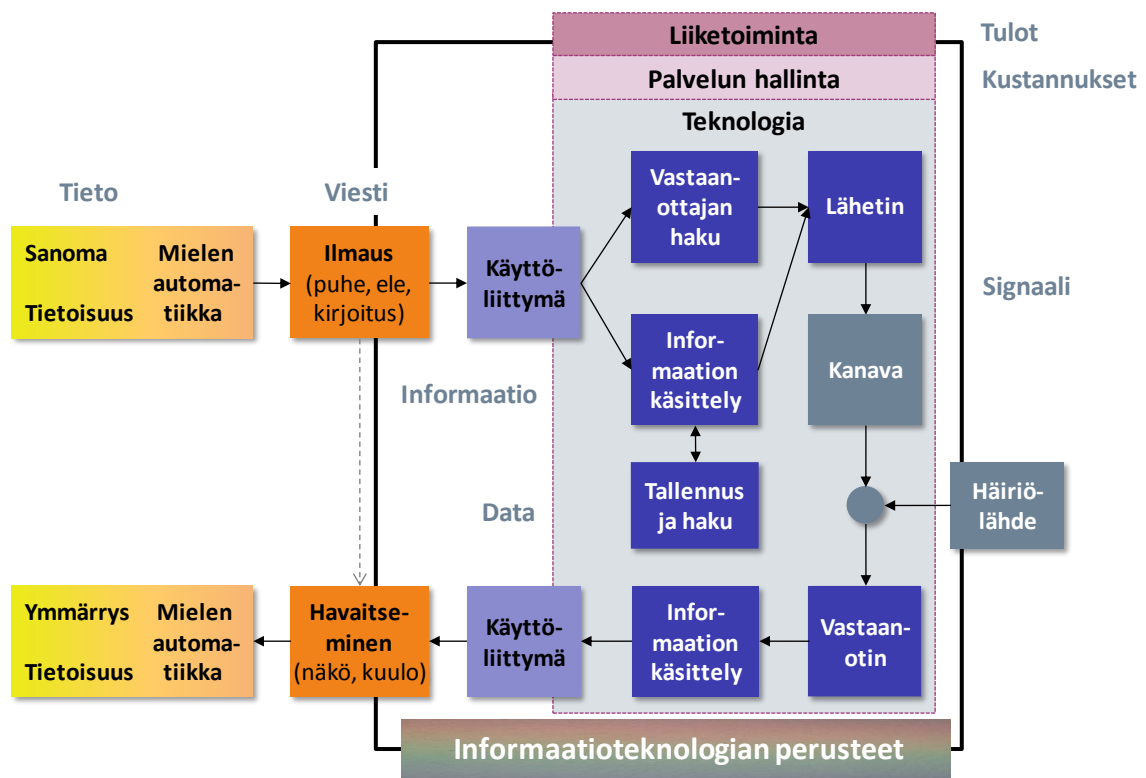 Liiketoiminta
Tulot
Palvelun hallinta
Kustannukset
Teknologia
Tieto
Viesti
Vastaan-
ottajan
haku
Lähetin
Sanoma
Tietoisuus
Mielen
automa-
tiikka
Ilmaus
(puhe, ele,
kirjoitus)
Käyttö-
liittymä
Signaali
Infor-
maation
käsittely
Kanava
Informaatio
Data
Tallennus
ja haku
Häiriö-
lähde
Ymmärrys
Tietoisuus
Mielen
automa-
tiikka
Havaitse-
minen
(näkö, kuulo)
Käyttö-
liittymä
Infor-
maation
käsittely
Vastaan-
otin
Informaatioteknologian perusteet